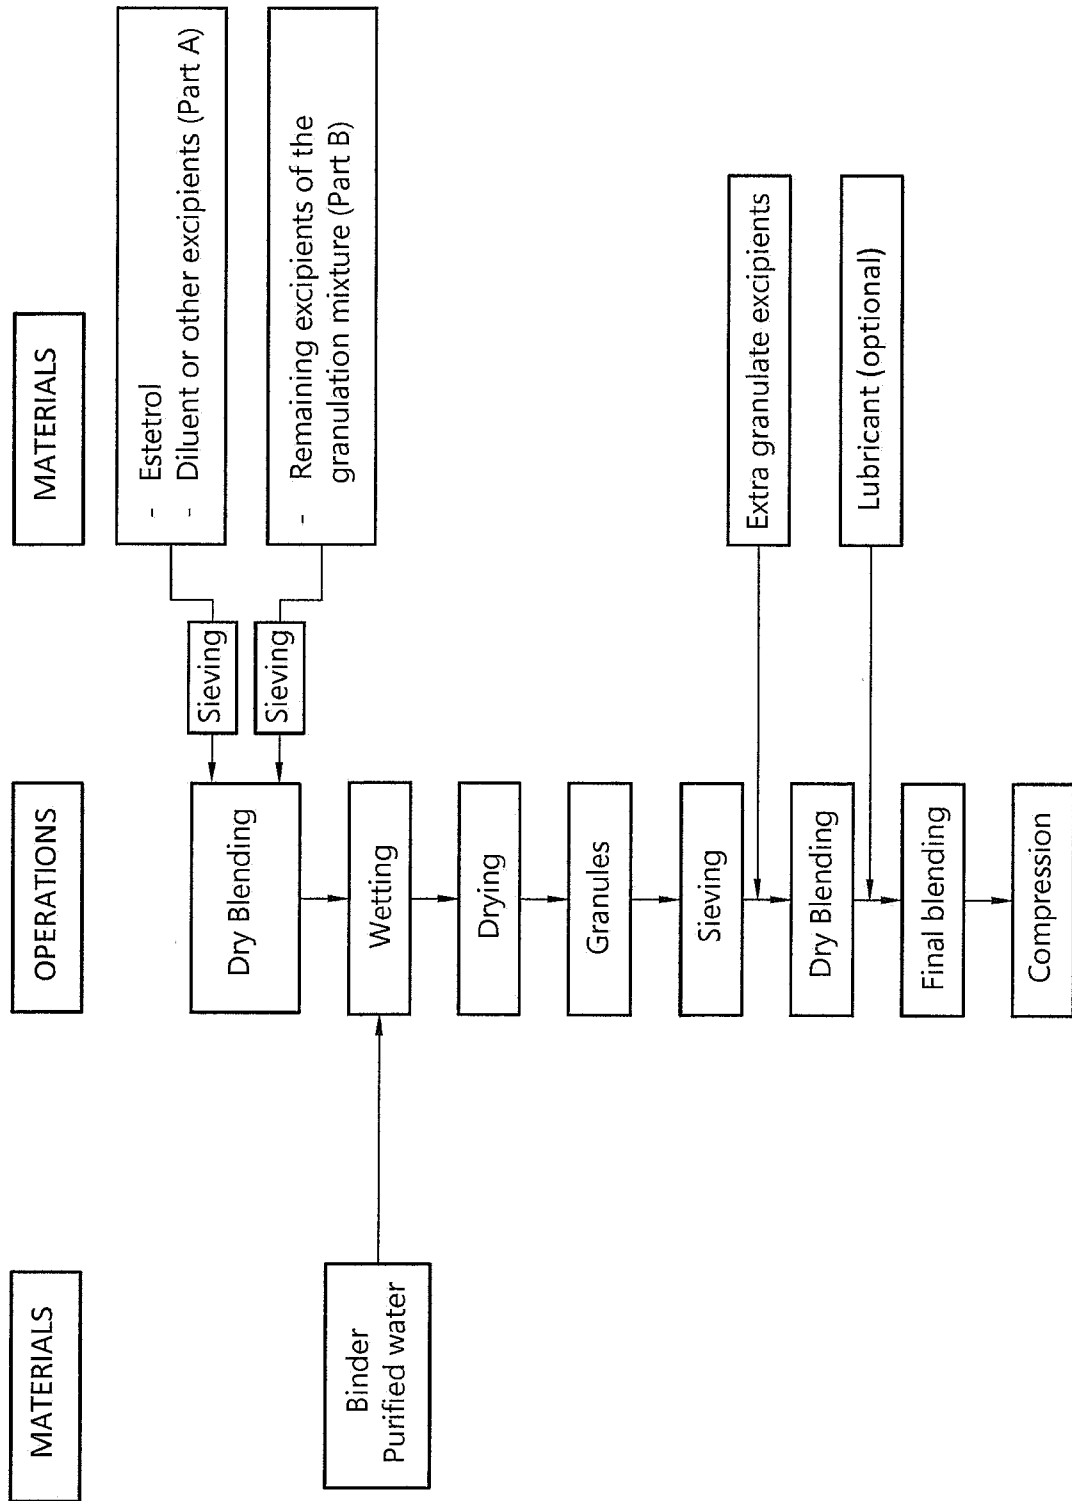 MATERIALS
OPERATIONS
MATERIALS
- Estetrol
- Diluent or other excipients (Part A)
Sieving
- Remaining excipients of the
granulation mixture (Part B)
Sieving
Dry Blending
Binder
Purified water
Wetting
Drying
Granules
Sieving
Extra granulate excipients
Dry Blending
Lubricant (optional)
Final blending
Compression